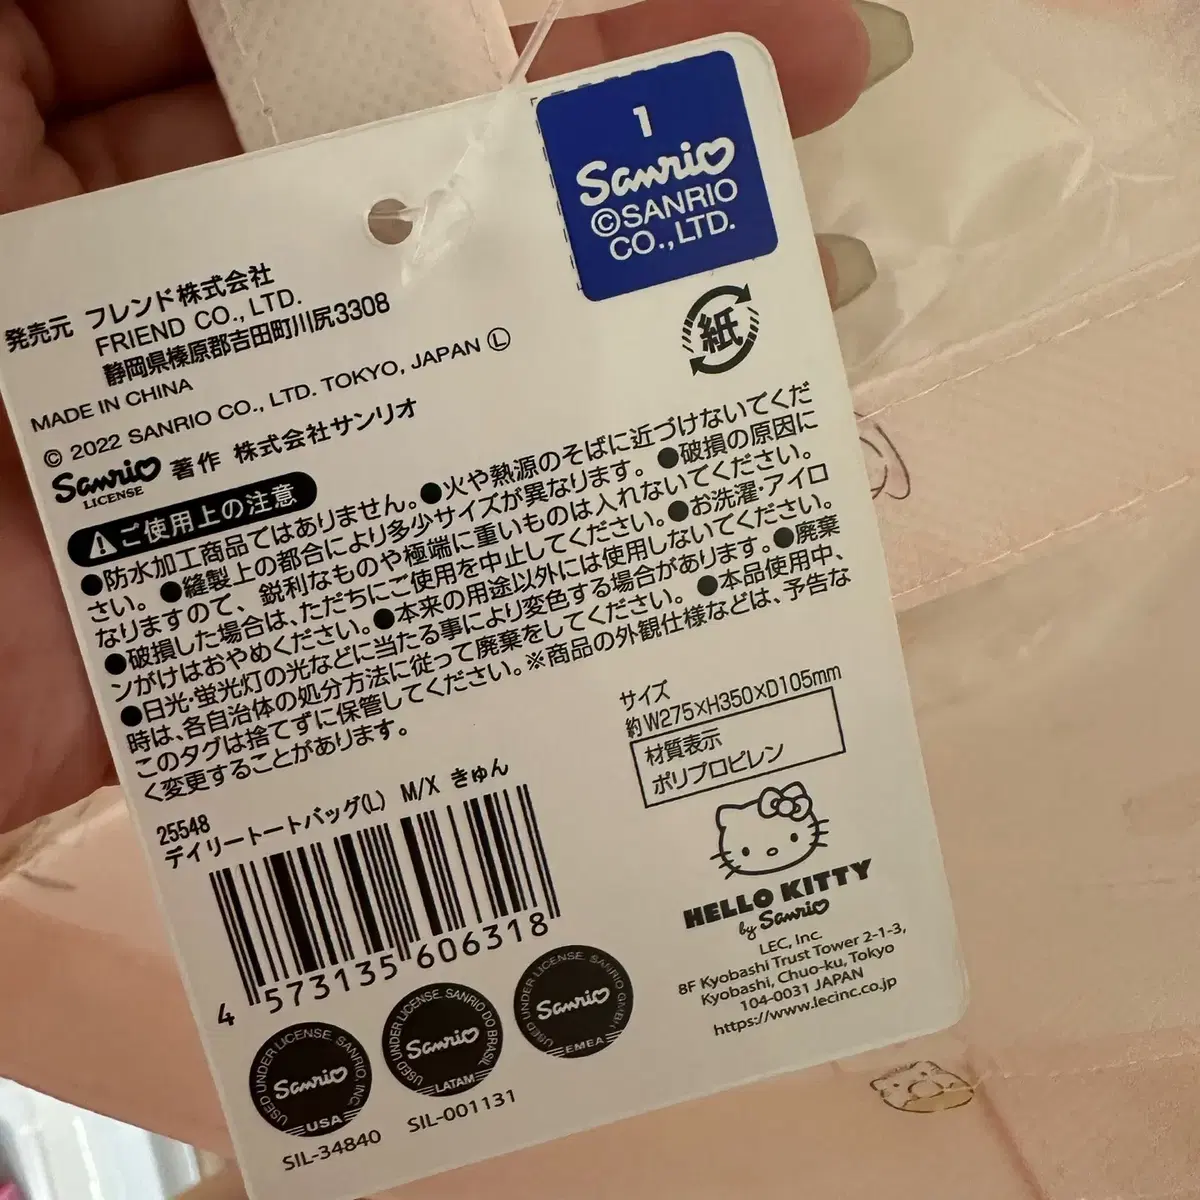 1
Sanrio
©SANRIO
CO.,LTD.
紙
発売元 フレンド株式会社
FRIEND CO., LTD.
静岡県榛原郡吉田町川尻3308
MADE IN CHINA
© 2022 SANRIO CO., LTD. TOKYO, JAPAN Ⓛ
Sanrio 著作 株式会社サンリオ
LICENSE
ご使用上の注意
●防水加工商品ではありません。●火や熱源のそばに近づけないでくだ
さい。●縫製上の都合により多少サイズが異なります。●破損の原因に
なりますので、鋭利なものや極端に重いものは入れないでください。
●破損した場合は、ただちにご使用を中止してください。●お洗濯・アイロ
ンがけはおやめください。●本来の用途以外には使用しないでください。
●日光・蛍光灯の光などに当たる事により変色する場合があります。●廃棄
時は、各自治体の処分方法に従って廃棄をしてください。●本品使用中、
このタグは捨てずに保管してください。※商品の外観仕様などは、予告な
く変更することがあります。
サイズ
約W275×H350×D105mm
材質表示
ポリプロピレン
25548
デイリートートバッグ(L) M/X きゅん
4 573135 606318
HELLO KITTY
by Sanrio
LEC, Inc.
8F Kyobashi Trust Tower 2-1-3,
Kyobashi, Chuo-ku, Tokyo
104-0031 JAPAN
https://www.lecinc.co.jp
USED UNDER LICENSE. SANRIO, INC.
Sanrio
USA
SIL-34840
USED UNDER LICENSE. SANRIO DO BRASIL
Sanrio
LATAM
SIL-001131
USED UNDER LICENSE. SANRIO GMBH
Sanrio
EMEA